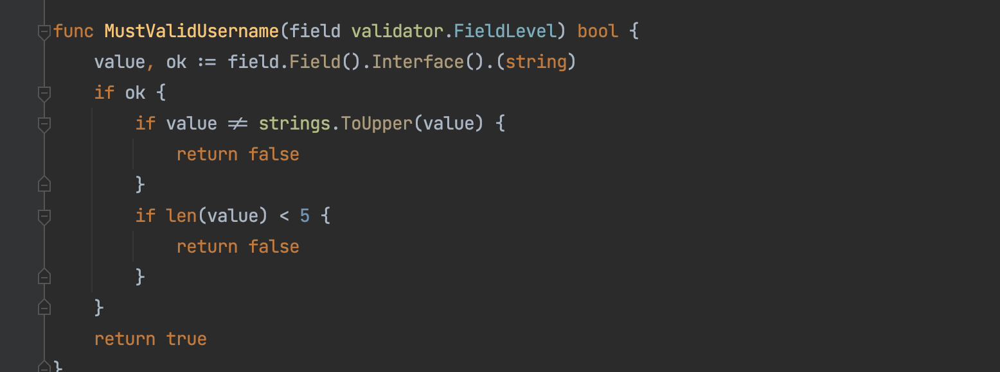 func MustValidUsername(field validator.FieldLevel) bool {
    value, ok := field.Field().Interface().(string)
    if ok {
        if value != strings.ToUpper(value) {
            return false
        }
        if len(value) < 5 {
            return false
        }
    }
    return true
}